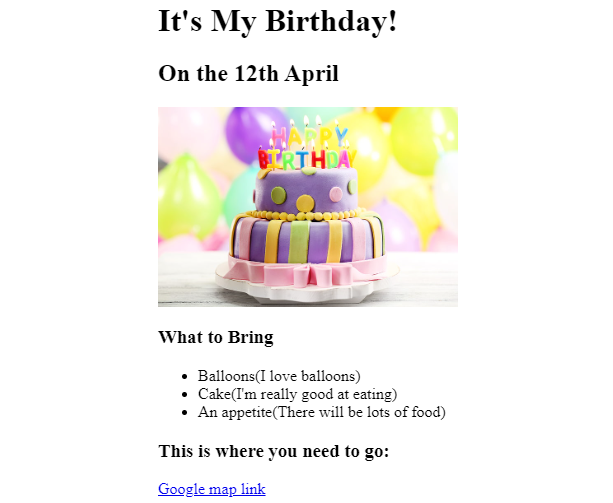 It's My Birthday!
On the 12th April
HAPPY
BIRTHDAY
What to Bring
Balloons(I love balloons)
Cake(I'm really good at eating)
An appetite(There will be lots of food)
This is where you need to go:
Google map link